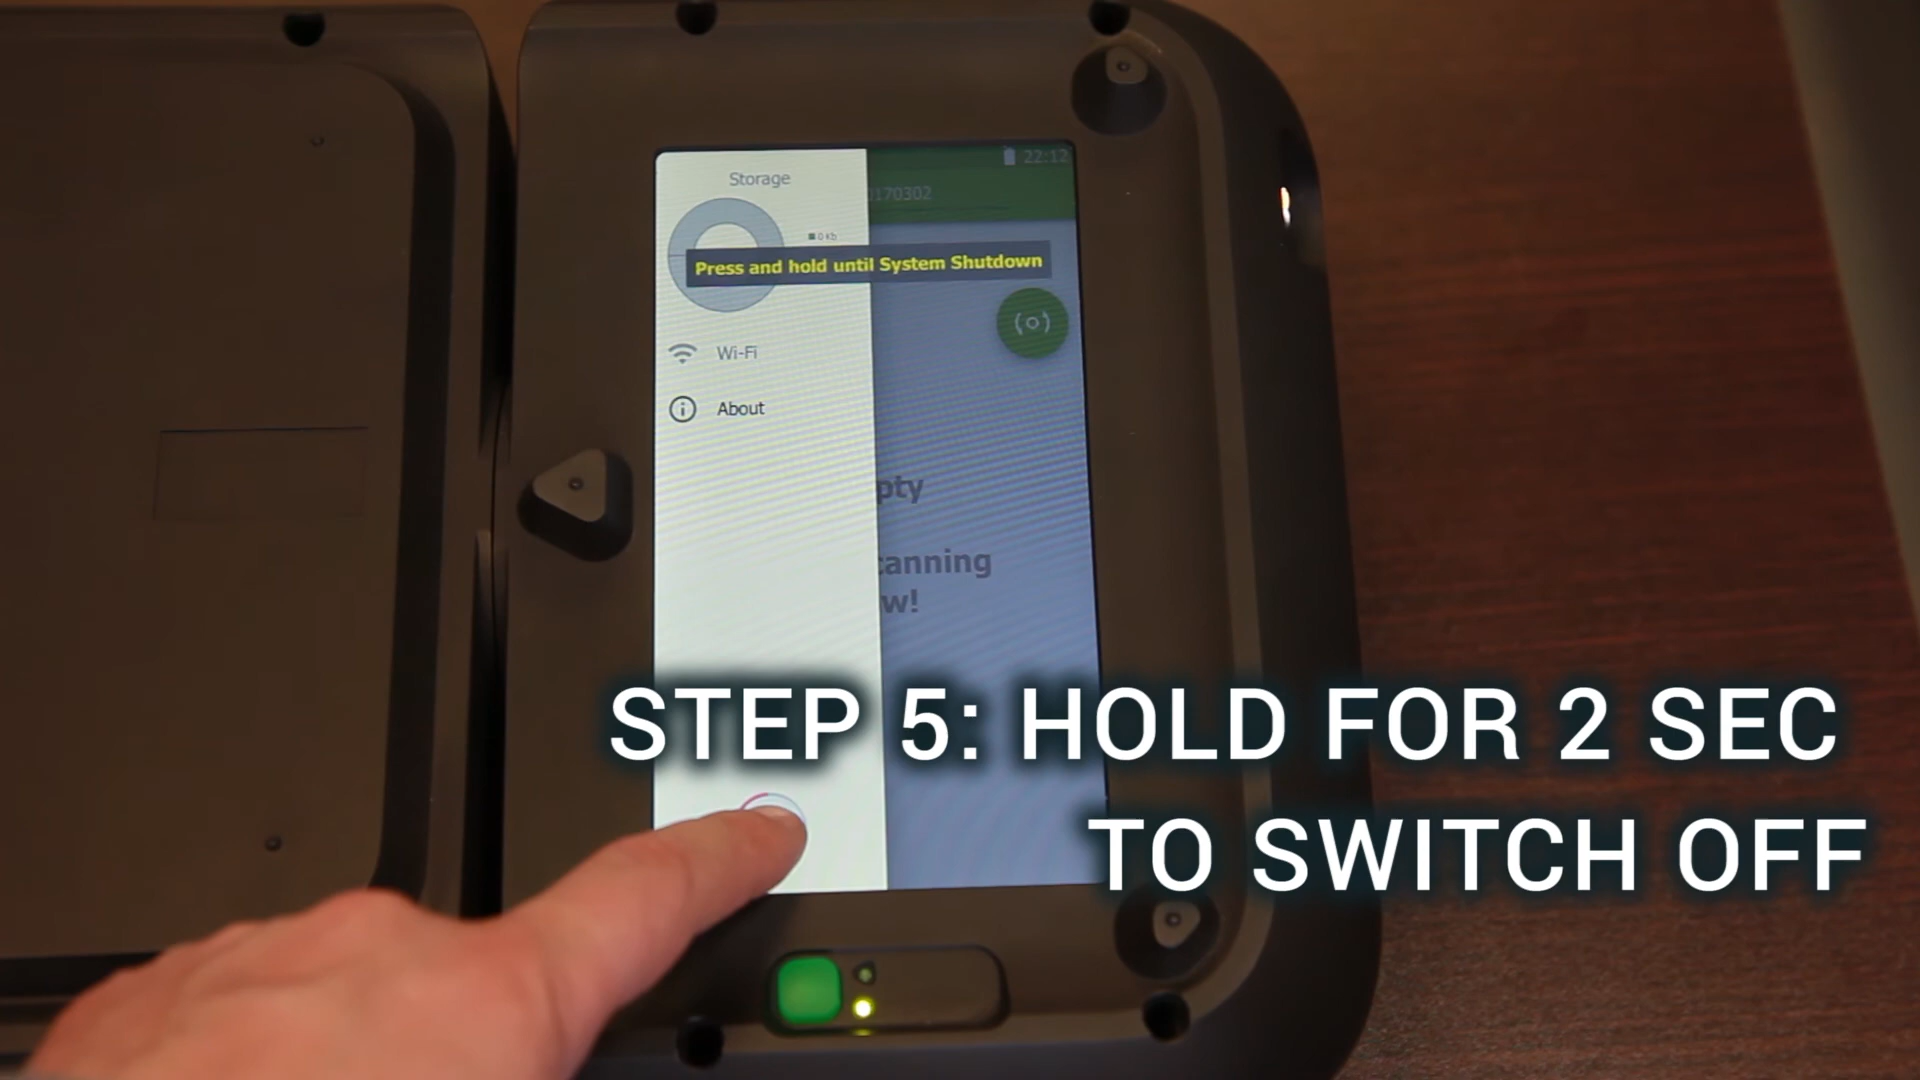 22:12
Storage
0170302
0 kb
Press and hold until System Shutdown
Wi-Fi
About
pty
canning
w!
STEP 5: HOLD FOR 2 SEC
TO SWITCH OFF